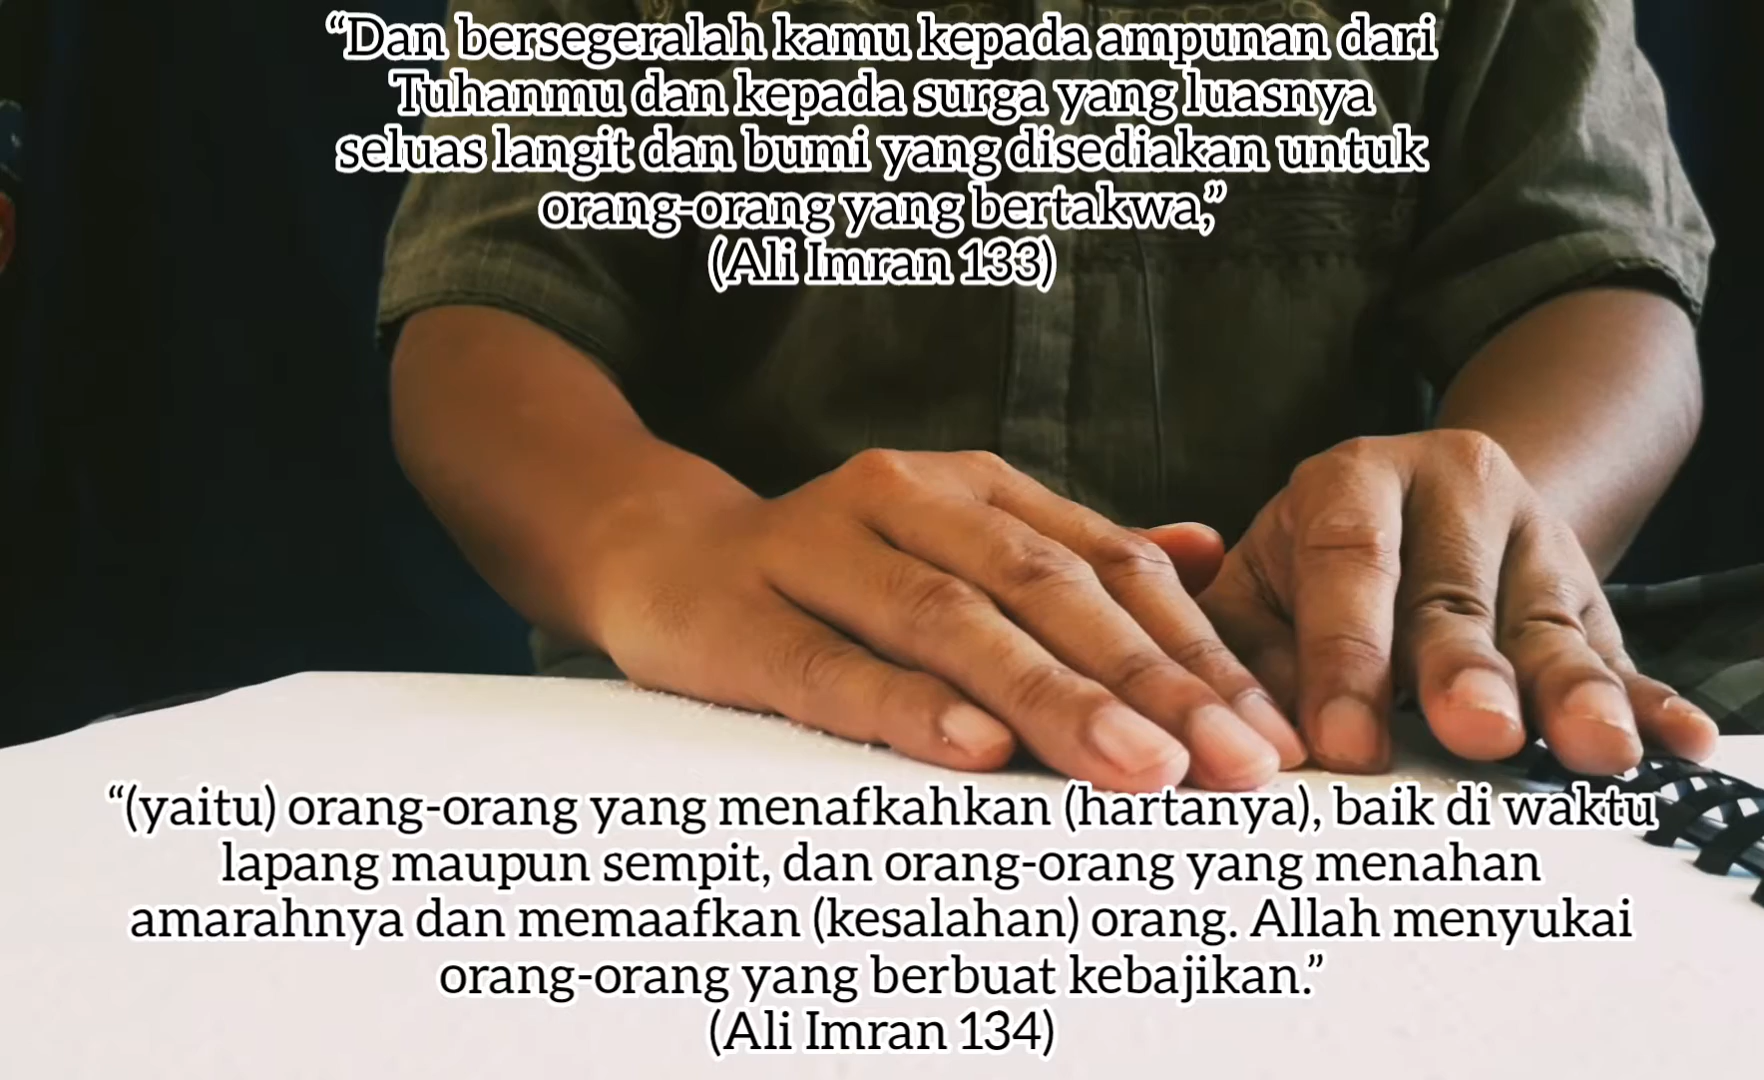 “Dan bersegeralah kamu kepada ampunan dari
Tuhanmu dan kepada surga yang luasnya
seluas langit dan bumi yang disediakan untuk
orang-orang yang bertakwa,”
(Ali Imran 133)
“(yaitu) orang-orang yang menafkahkan (hartanya), baik di waktu
lapang maupun sempit, dan orang-orang yang menahan
amarahnya dan memaafkan (kesalahan) orang. Allah menyukai
orang-orang yang berbuat kebajikan.”
(Ali Imran 134)